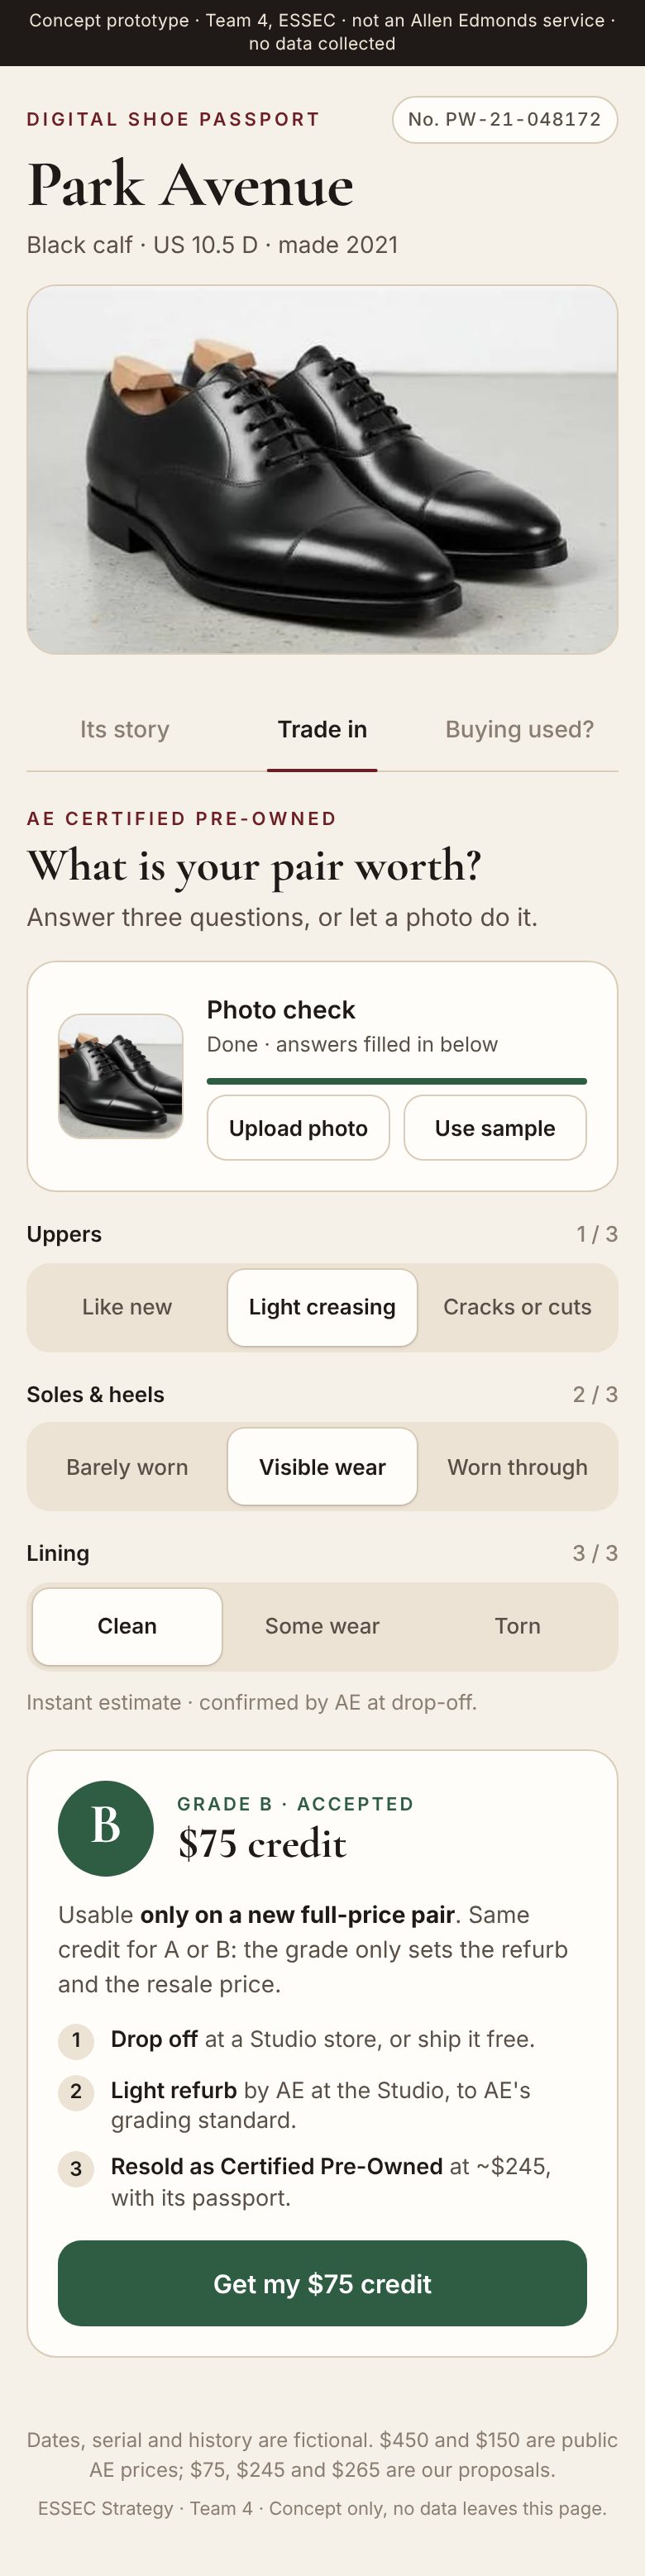 Concept prototype · Team 4, ESSEC · not an Allen Edmonds service ·
no data collected
DIGITAL SHOE PASSPORT
No. PW-21-048172
Park Avenue
Black calf · US 10.5 D · made 2021
Its story
Trade in
Buying used?
AE CERTIFIED PRE-OWNED
What is your pair worth?
Answer three questions, or let a photo do it.
Photo check
Done · answers filled in below
Upload photo
Use sample
Uppers
1 / 3
Like new
Light creasing
Cracks or cuts
Soles & heels
2 / 3
Barely worn
Visible wear
Worn through
Lining
3 / 3
Clean
Some wear
Torn
Instant estimate · confirmed by AE at drop-off.
B
GRADE B · ACCEPTED
$75 credit
Usable only on a new full-price pair. Same
credit for A or B: the grade only sets the refurb
and the resale price.
1
Drop off at a Studio store, or ship it free.
2
Light refurb by AE at the Studio, to AE's
grading standard.
3
Resold as Certified Pre-Owned at ~$245,
with its passport.
Get my $75 credit
Dates, serial and history are fictional. $450 and $150 are public
AE prices; $75, $245 and $265 are our proposals.
ESSEC Strategy · Team 4 · Concept only, no data leaves this page.